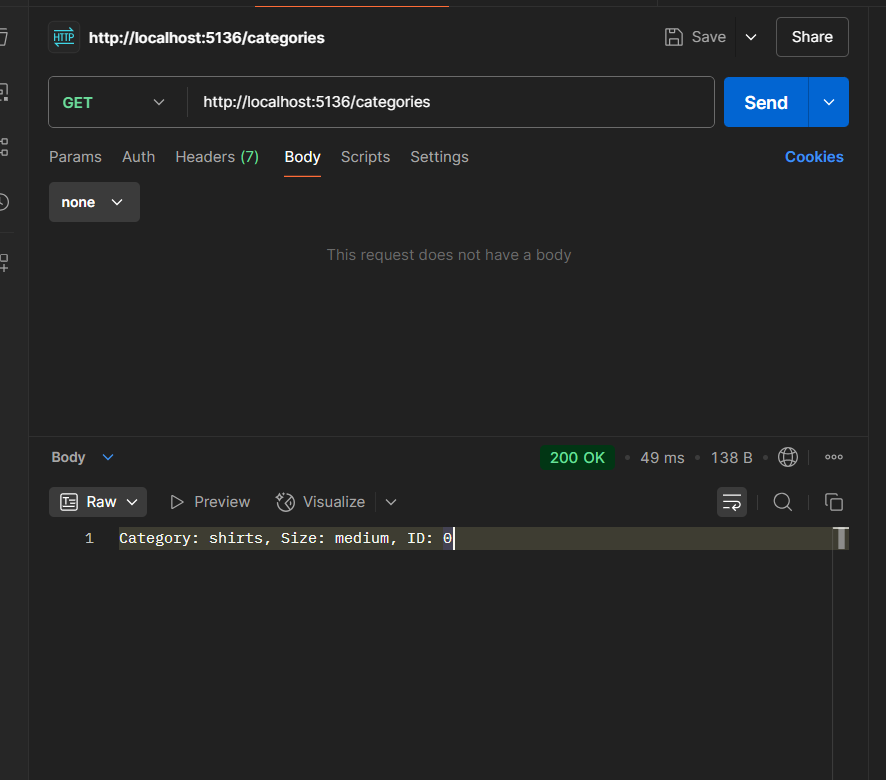 HTTP http://localhost:5136/categories Save Share
GET http://localhost:5136/categories Send
Params Auth Headers (7) Body Scripts Settings Cookies
none
This request does not have a body
Body 200 OK • 49 ms • 138 B •
Raw Preview Visualize
1 Category: shirts, Size: medium, ID: 0